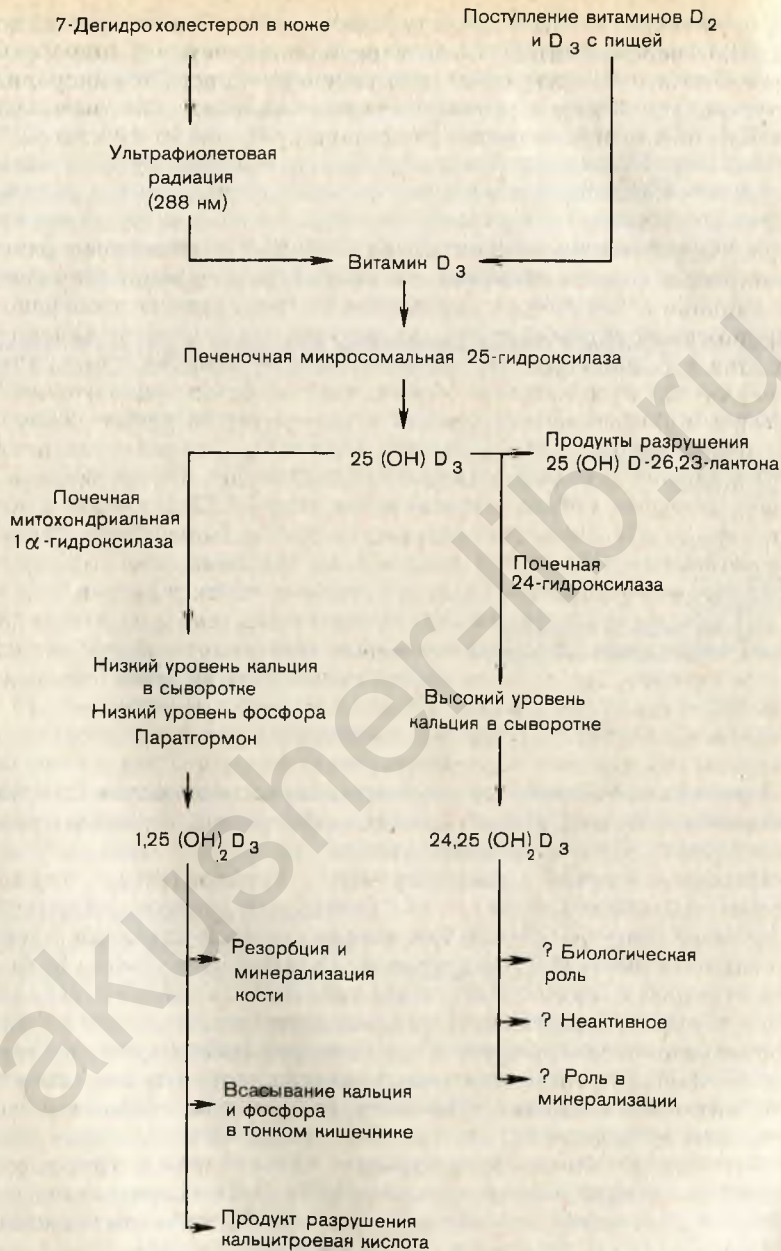 7-Дегидрохолестерол в коже
Поступление витаминов D2
и D3 с пищей
Ультрафиолетовая
радиация
(288 нм)
Витамин D3
Печеночная микросомальная 25-гидроксилаза
25 (OH) D3
Продукты разрушения
25 (OH) D-26,23-лактона
Почечная
митохондриальная
1α-гидроксилаза
Почечная
24-гидроксилаза
Низкий уровень кальция
в сыворотке
Низкий уровень фосфора
Паратгормон
Высокий уровень
кальция в сыворотке
1,25 (OH)2 D3
24,25 (OH)2 D3
Резорбция и
минерализация
кости
Всасывание кальция
и фосфора
в тонком кишечнике
Продукт разрушения
кальцитроевая кислота
? Биологическая
роль
? Неактивное
? Роль в
минерализации
akusher-lib.ru